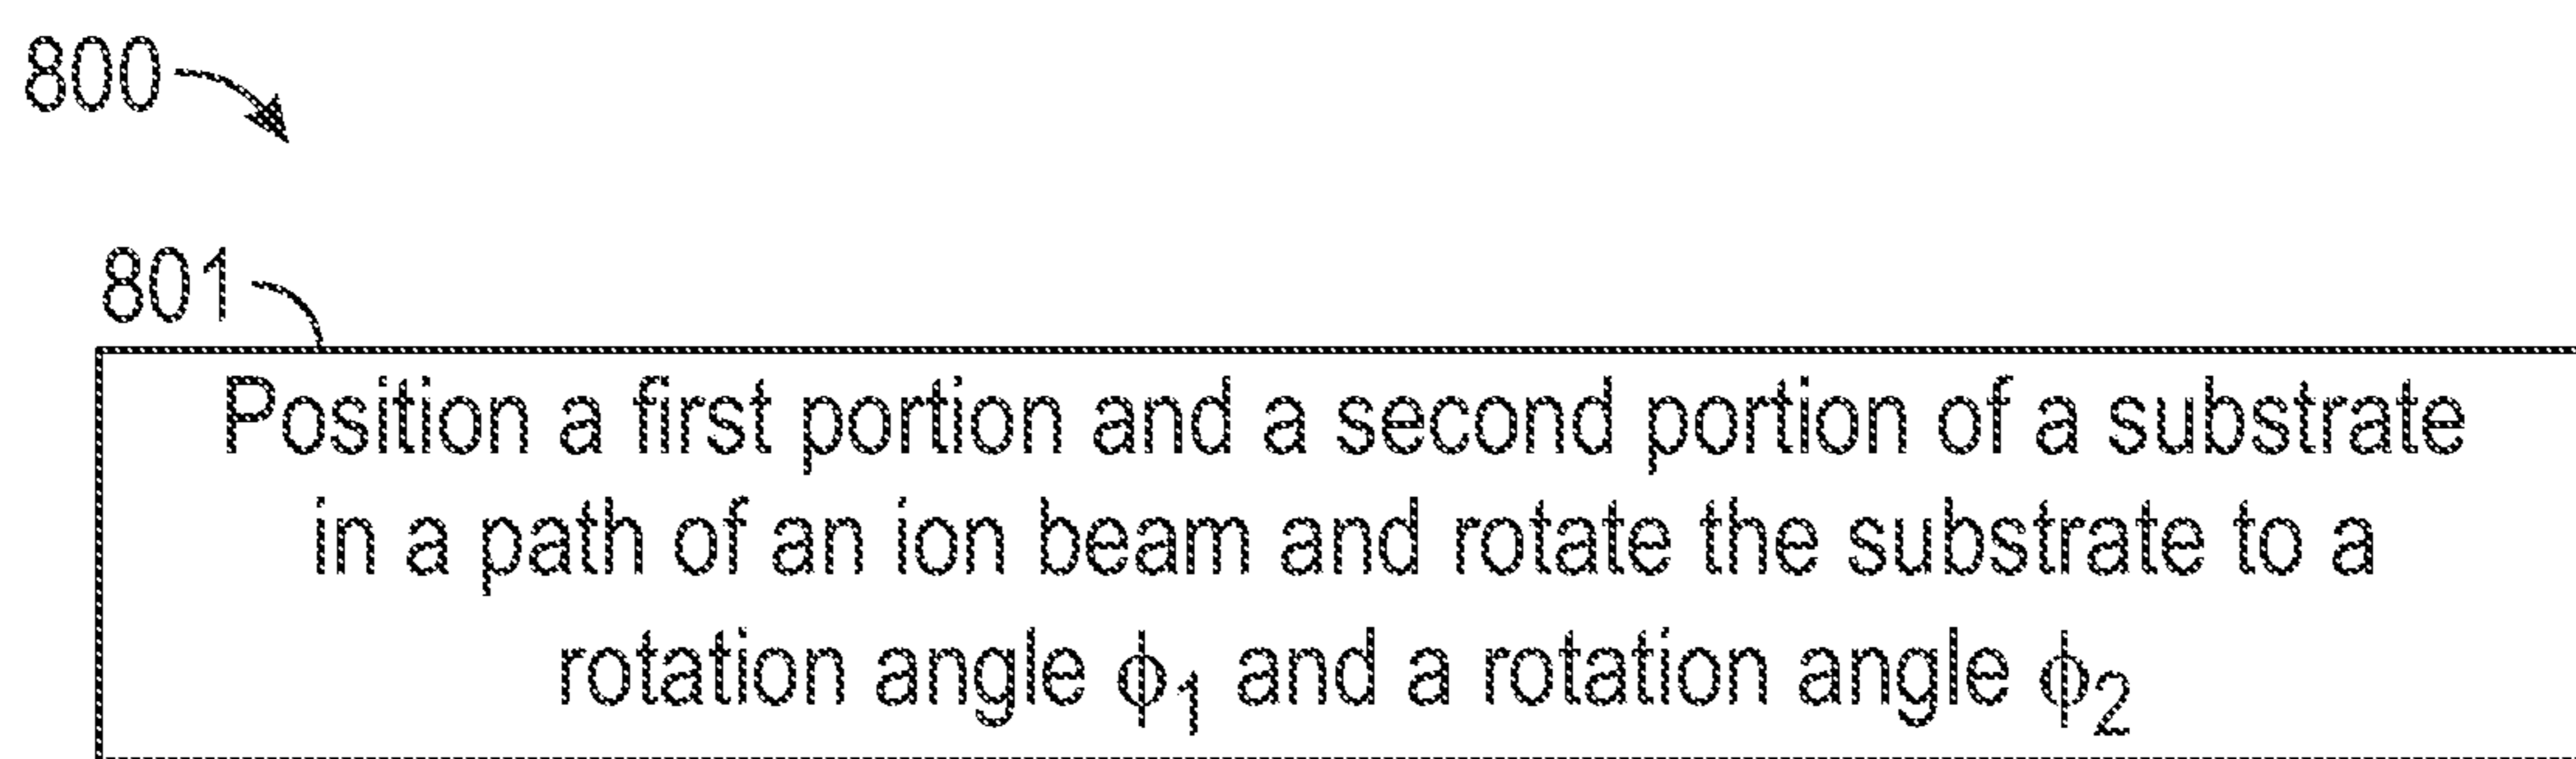 800
801
Position a first portion and a second portion of a substrate
in a path of an ion beam and rotate the substrate to a
rotation angle ϕ₁ and a rotation angle ϕ₂